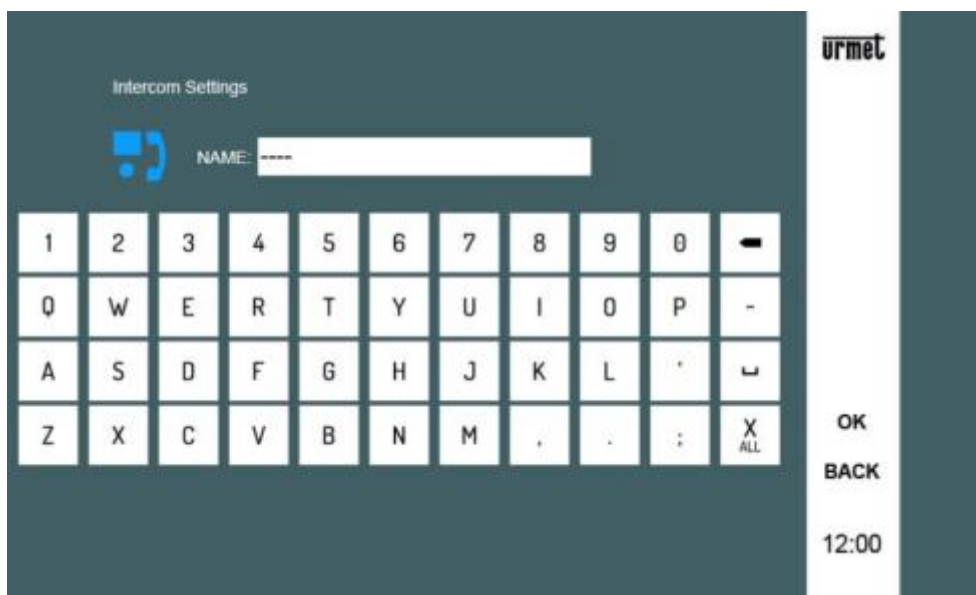 urmet
Intercom Settings
NAME: ----
1 2 3 4 5 6 7 8 9 0
Q W E R T Y U I O P -
A S D F G H J K L '
Z X C V B N M , . ; X ALL
OK
BACK
12:00